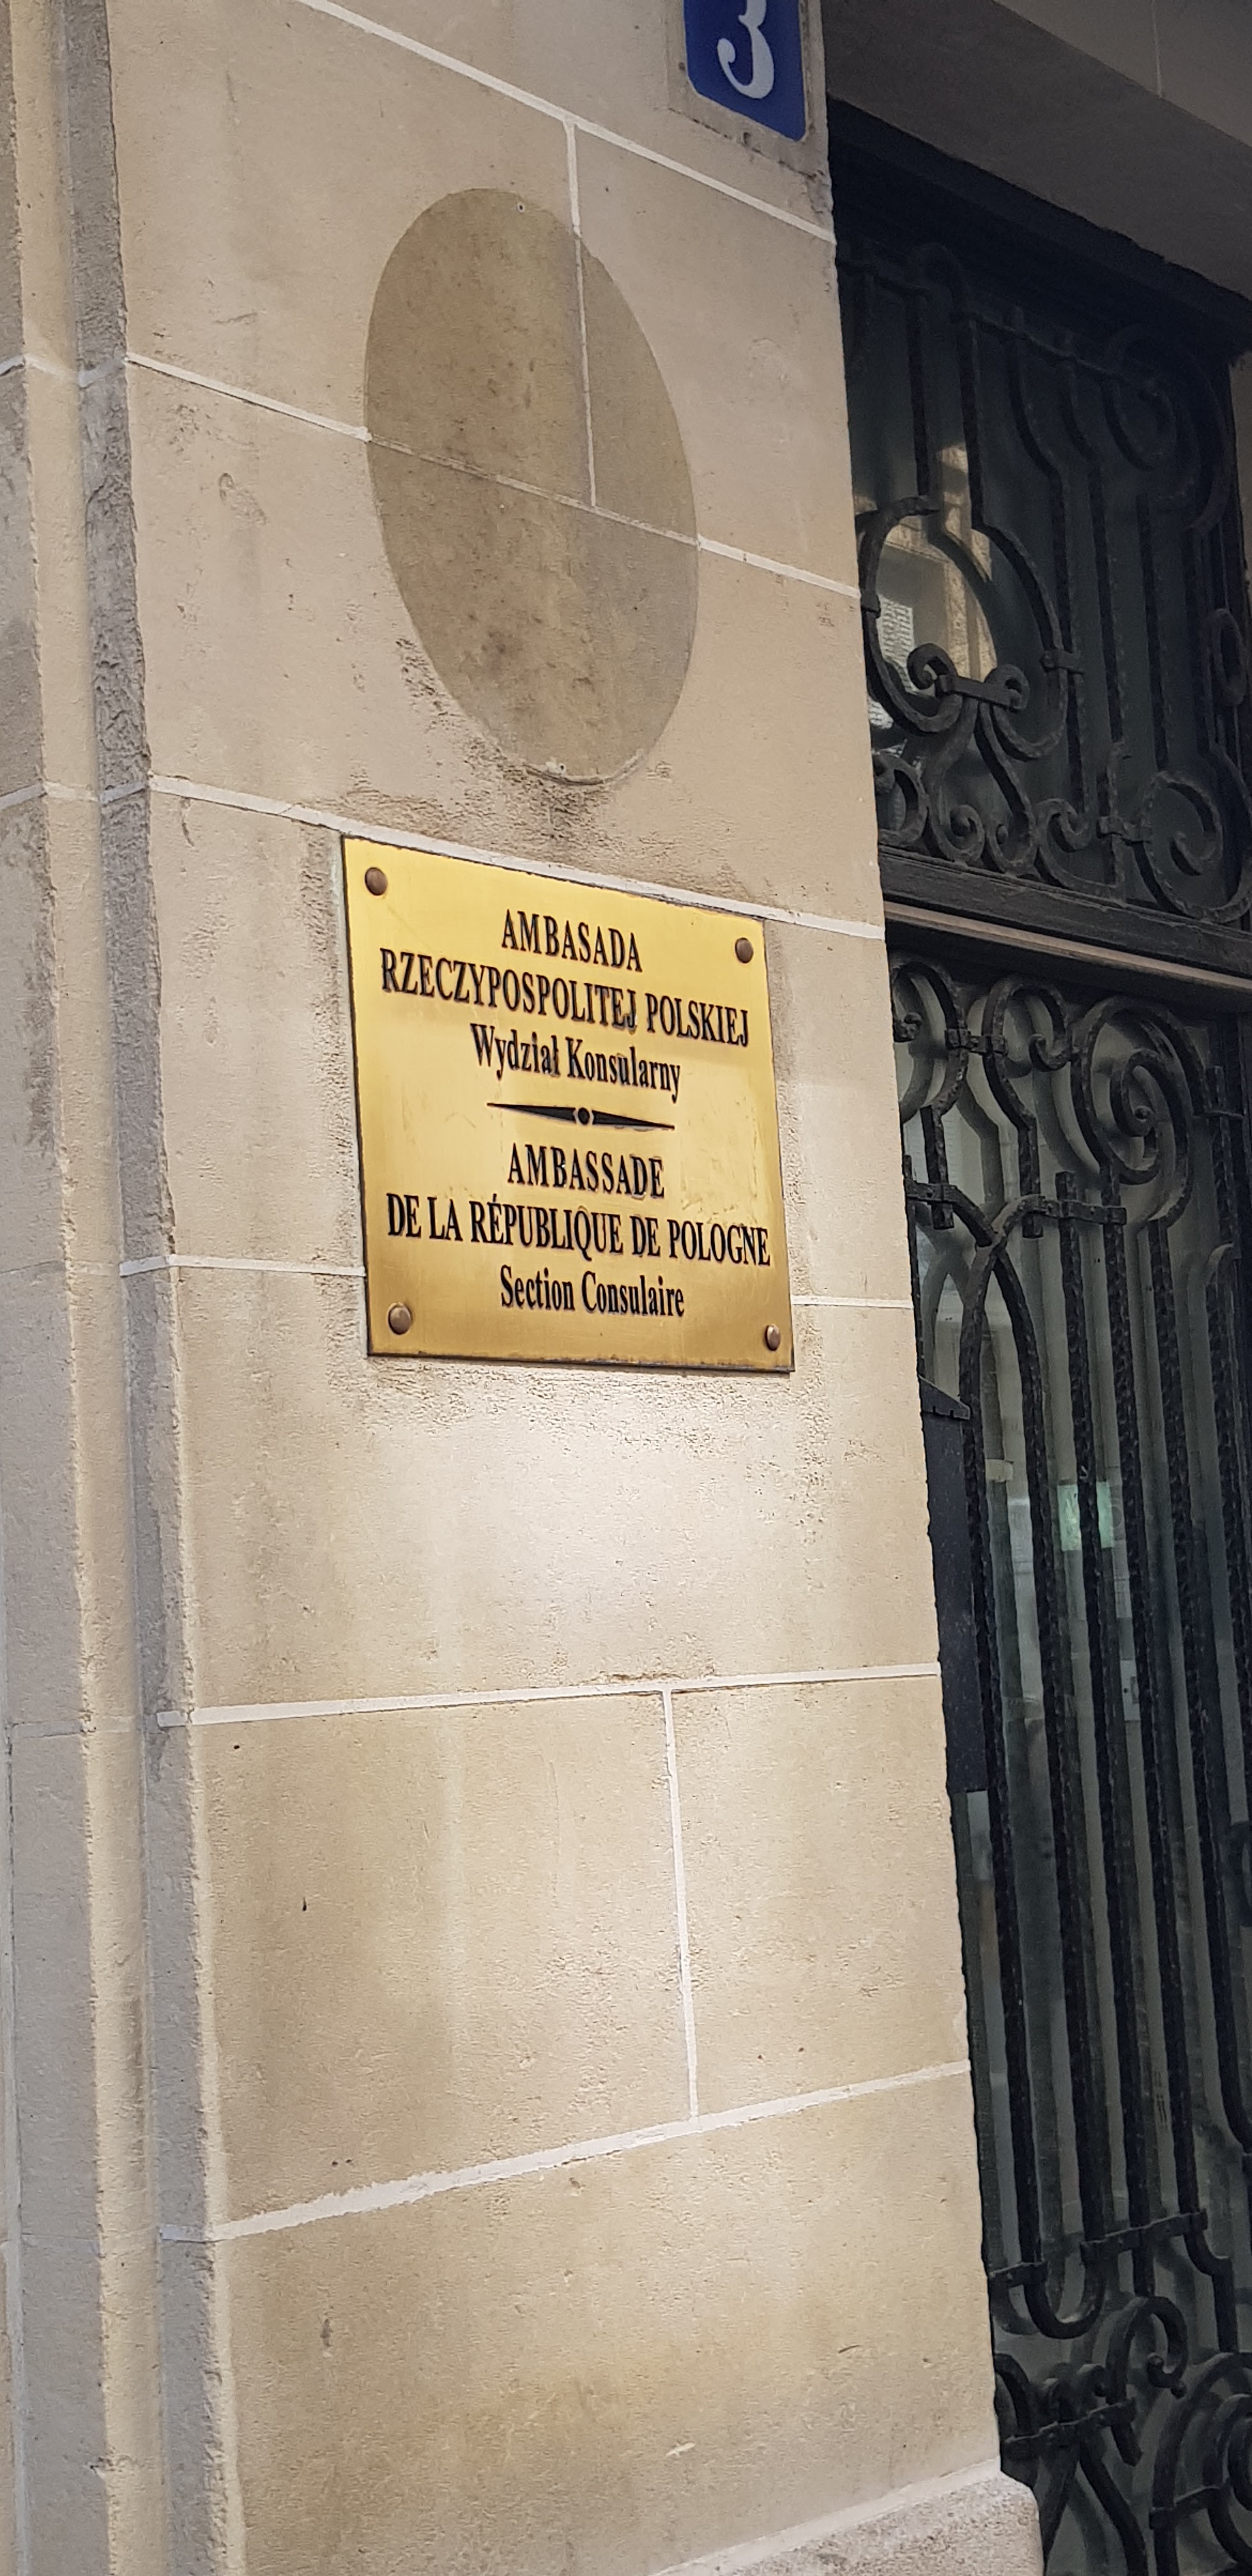 3
AMBASADA
RZECZYPOSPOLITEJ POLSKIEJ
Wydział Konsularny
AMBASSADE
DE LA RÉPUBLIQUE DE POLOGNE
Section Consulaire